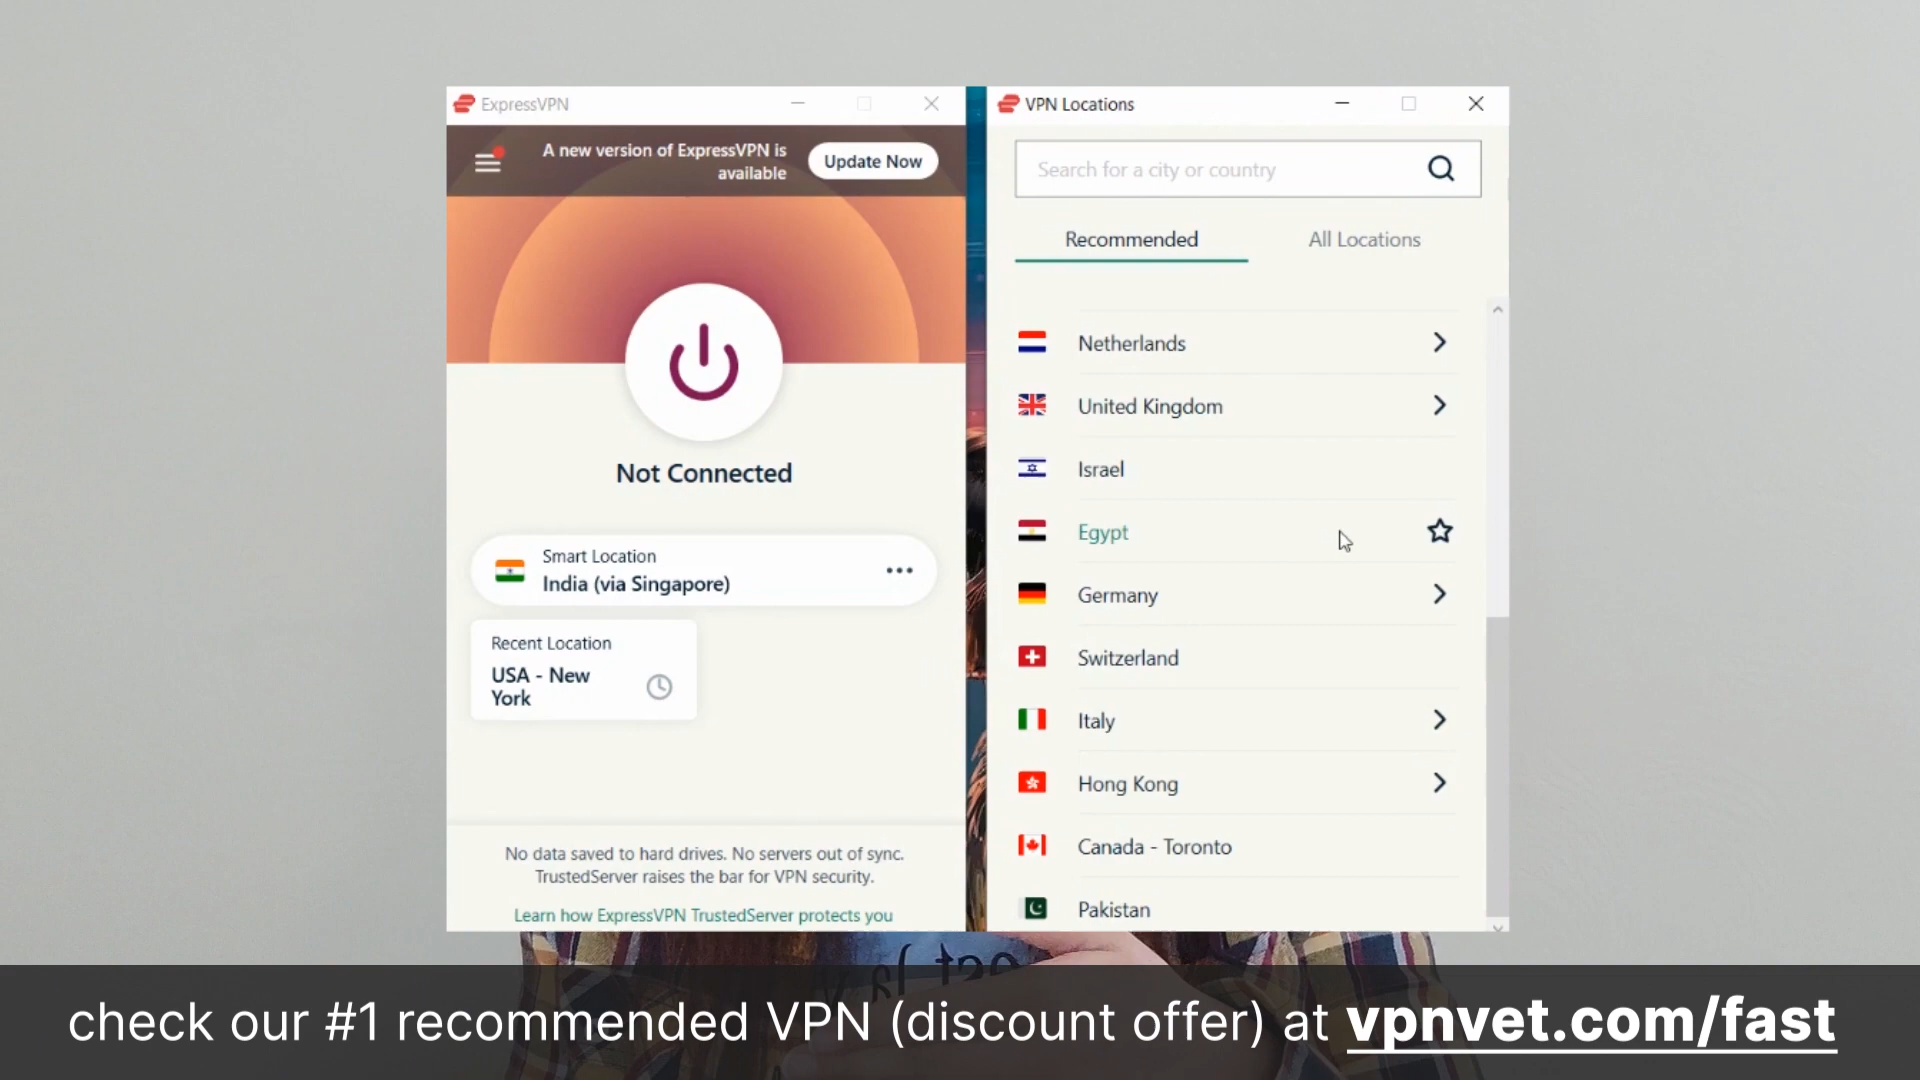 ExpressVPN
A new version of ExpressVPN is
available
Update Now
Not Connected
Smart Location
India (via Singapore)
Recent Location
USA - New
York
No data saved to hard drives. No servers out of sync.
TrustedServer raises the bar for VPN security.
Learn how ExpressVPN TrustedServer protects you
VPN Locations
Search for a city or country
Recommended
All Locations
Netherlands
United Kingdom
Israel
Egypt
Germany
Switzerland
Italy
Hong Kong
Canada - Toronto
Pakistan
check our #1 recommended VPN (discount offer) at vpnvet.com/fast